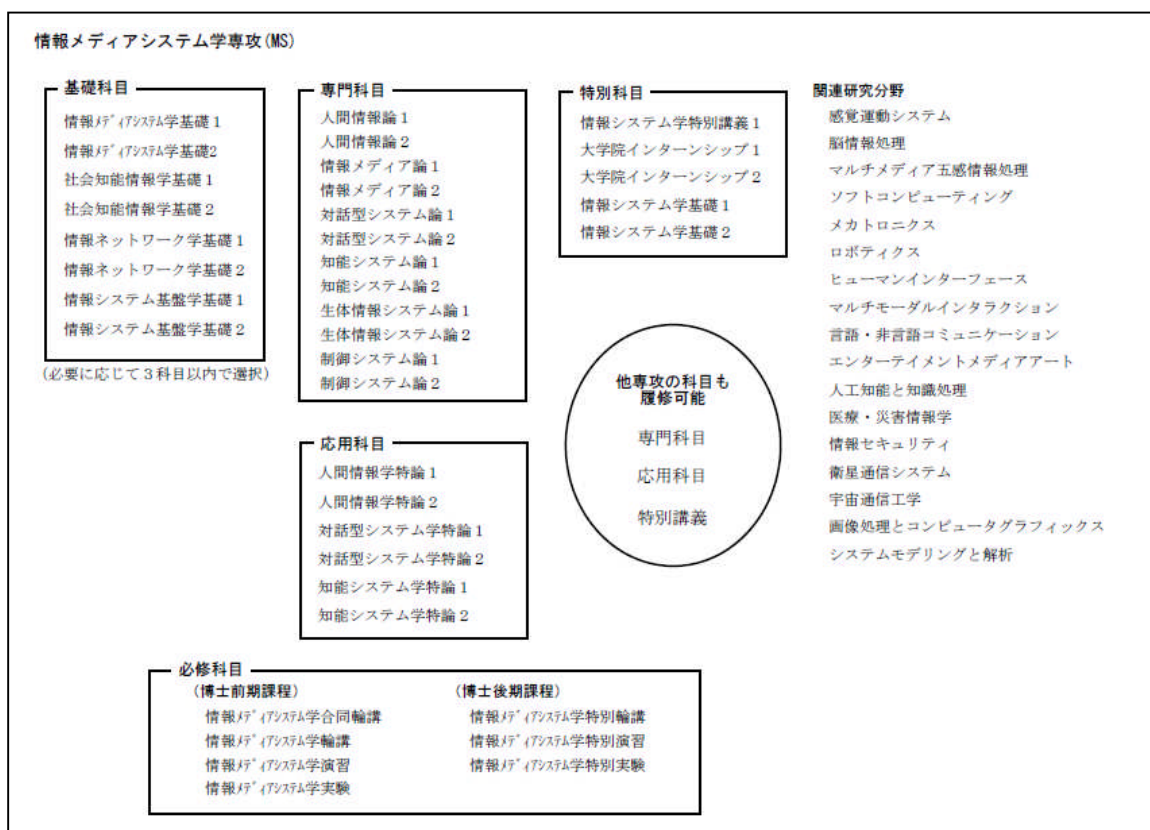 情報メディアシステム学専攻(MS)
基礎科目
情報ﾒﾃﾞｨｱｼｽﾃﾑ学基礎1
情報ﾒﾃﾞｨｱｼｽﾃﾑ学基礎2
社会知能情報学基礎1
社会知能情報学基礎2
情報ネットワーク学基礎1
情報ネットワーク学基礎2
情報システム基盤学基礎1
情報システム基盤学基礎2
(必要に応じて3科目以内で選択)
専門科目
人間情報論1
人間情報論2
情報メディア論1
情報メディア論2
対話型システム論1
対話型システム論2
知能システム論1
知能システム論2
生体情報システム論1
生体情報システム論2
制御システム論1
制御システム論2
応用科目
人間情報学特論1
人間情報学特論2
対話型システム学特論1
対話型システム学特論2
知能システム学特論1
知能システム学特論2
特別科目
情報システム学特別講義1
大学院インターンシップ1
大学院インターンシップ2
情報システム学基礎1
情報システム学基礎2
他専攻の科目も
履修可能
専門科目
応用科目
特別講義
関連研究分野
感覚運動システム
脳情報処理
マルチメディア五感情報処理
ソフトコンピューティング
メカトロニクス
ロボティクス
ヒューマンインターフェース
マルチモーダルインタラクション
言語・非言語コミュニケーション
エンターテイメントメディアアート
人工知能と知識処理
医療・災害情報学
情報セキュリティ
衛星通信システム
宇宙通信工学
画像処理とコンピュータグラフィックス
システムモデリングと解析
必修科目
(博士前期課程)
情報ﾒﾃﾞｨｱｼｽﾃﾑ学合同輪講
情報ﾒﾃﾞｨｱｼｽﾃﾑ学輪講
情報ﾒﾃﾞｨｱｼｽﾃﾑ学演習
情報ﾒﾃﾞｨｱｼｽﾃﾑ学実験
(博士後期課程)
情報ﾒﾃﾞｨｱｼｽﾃﾑ学特別輪講
情報ﾒﾃﾞｨｱｼｽﾃﾑ学特別演習
情報ﾒﾃﾞｨｱｼｽﾃﾑ学特別実験